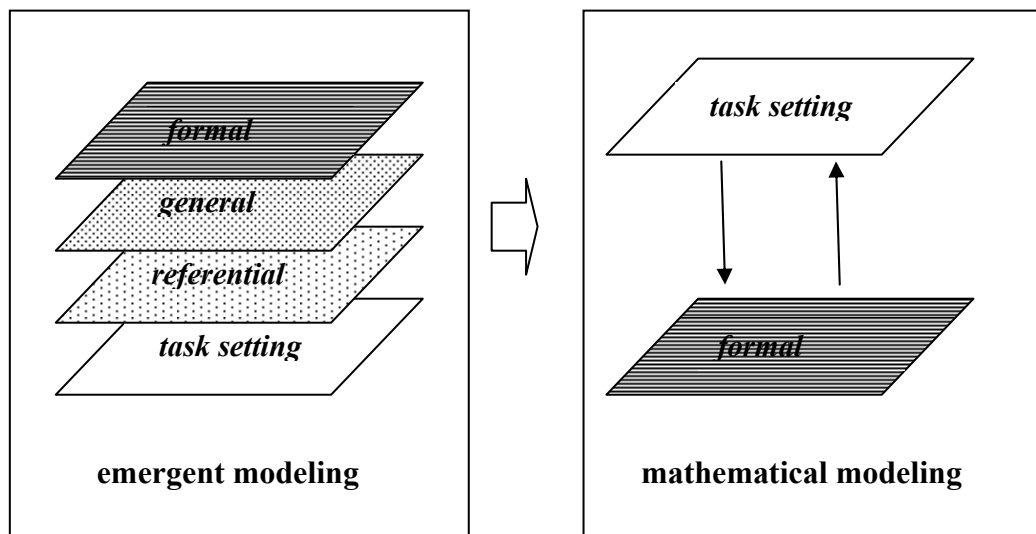 formal
general
referential
task setting
emergent modeling
task setting
formal
mathematical modeling